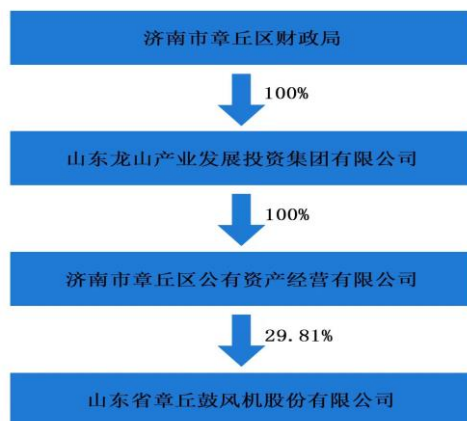 济南市章丘区财政局
100%
山东龙山产业发展投资集团有限公司
100%
济南市章丘区公有资产经营有限公司
29.81%
山东省章丘鼓风机股份有限公司